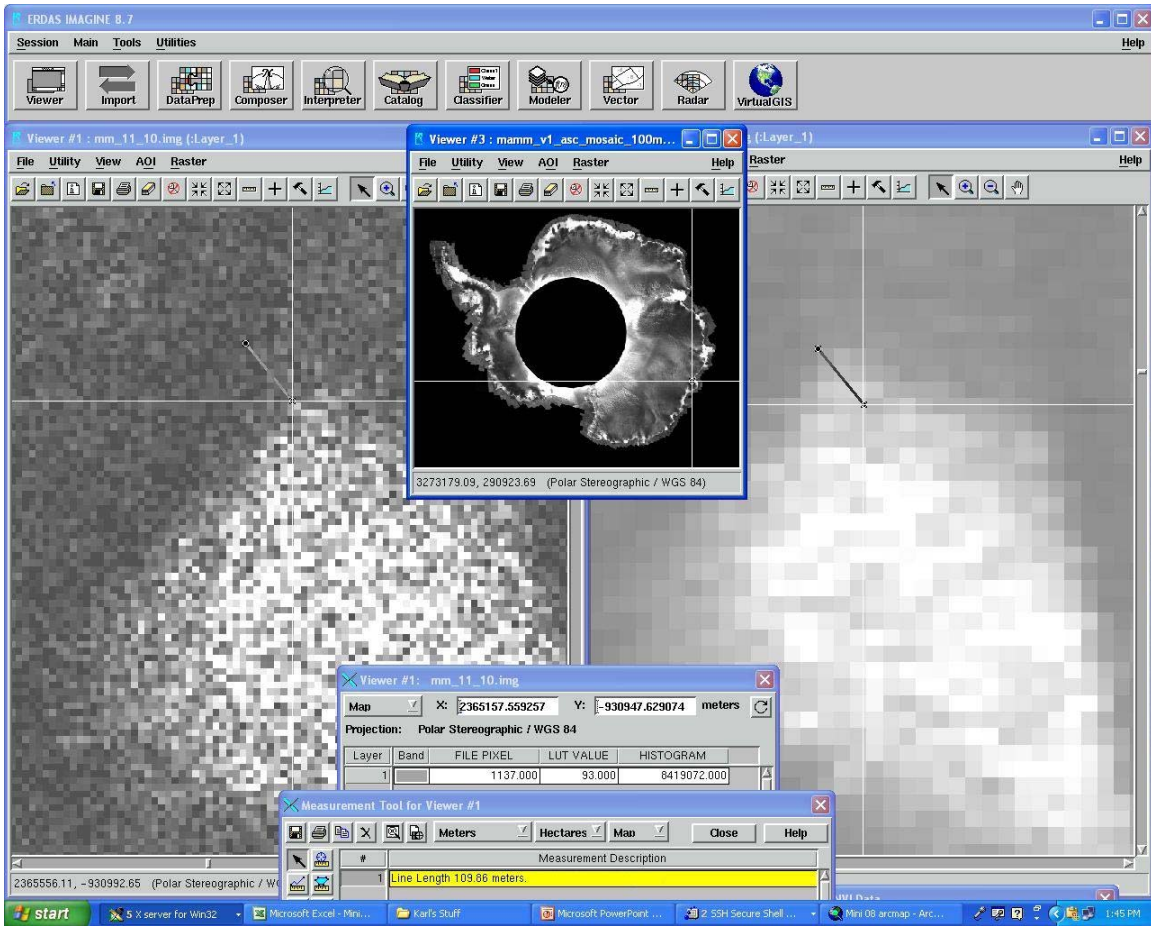 ERDAS IMAGINE 8.7
Session Main Tools Utilities Help
Viewer Import DataPrep Composer Interpreter Catalog Classifier Modeler Vector Radar VirtualGIS
Viewer #1 : mm_11_10.img (:Layer_1)
File Utility View AOI Raster
Viewer #3 : mamm_v1_asc_mosaic_100m...
File Utility View AOI Raster Help
3273179.09, 290923.69 (Polar Stereographic / WGS 84)
(:Layer_1)
Raster Help
Viewer #1: mm_11_10.img
Map X: 2365157.559257 Y: -930947.629074 meters
Projection: Polar Stereographic / WGS 84
Layer Band FILE PIXEL LUT VALUE HISTOGRAM
1 1137.000 93.000 8419072.000
Measurement Tool for Viewer #1
Meters Hectares Map Close Help
# Measurement Description
1 Line Length 109.86 meters.
2365556.11, -930992.65 (Polar Stereographic / WG
start 5 X server for Win32 Microsoft Excel - Mini... Karl's Stuff Microsoft PowerPoint ... 2 SSH Secure Shell ... Mini 08 arcmap - Arc... 1:45 PM